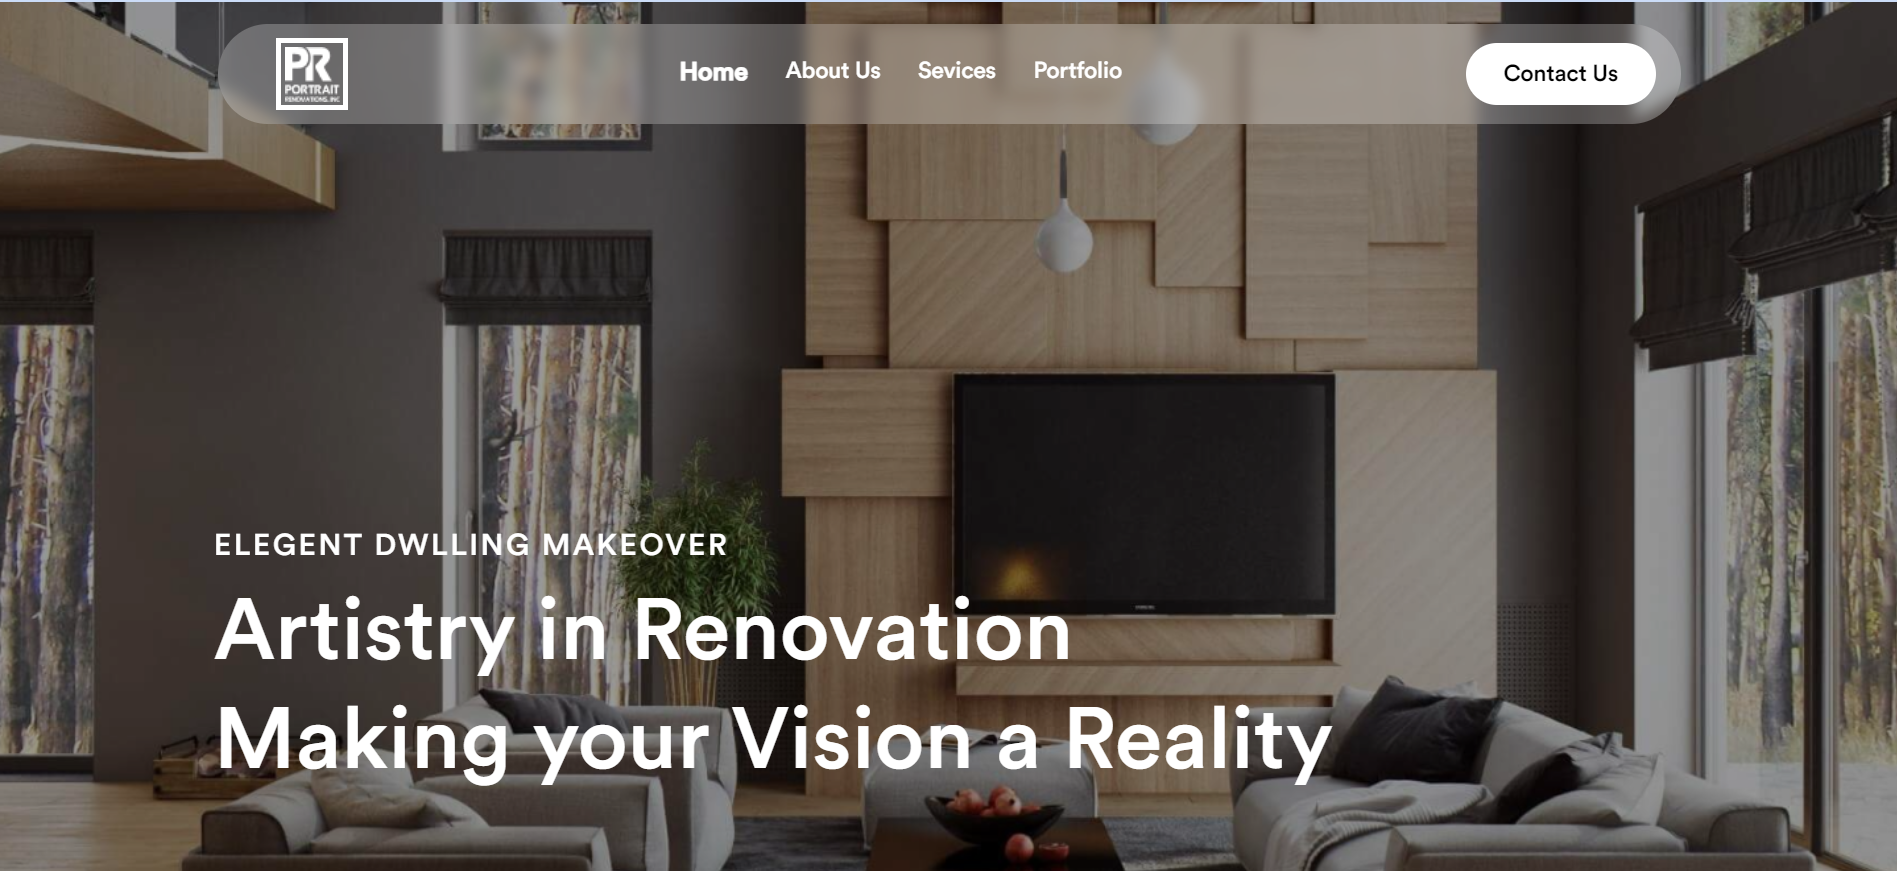 PR
PORTRAIT
RENOVATIONS, INC
Home About Us Sevices Portfolio Contact Us
ELEGENT DWLLING MAKEOVER
Artistry in Renovation
Making your Vision a Reality